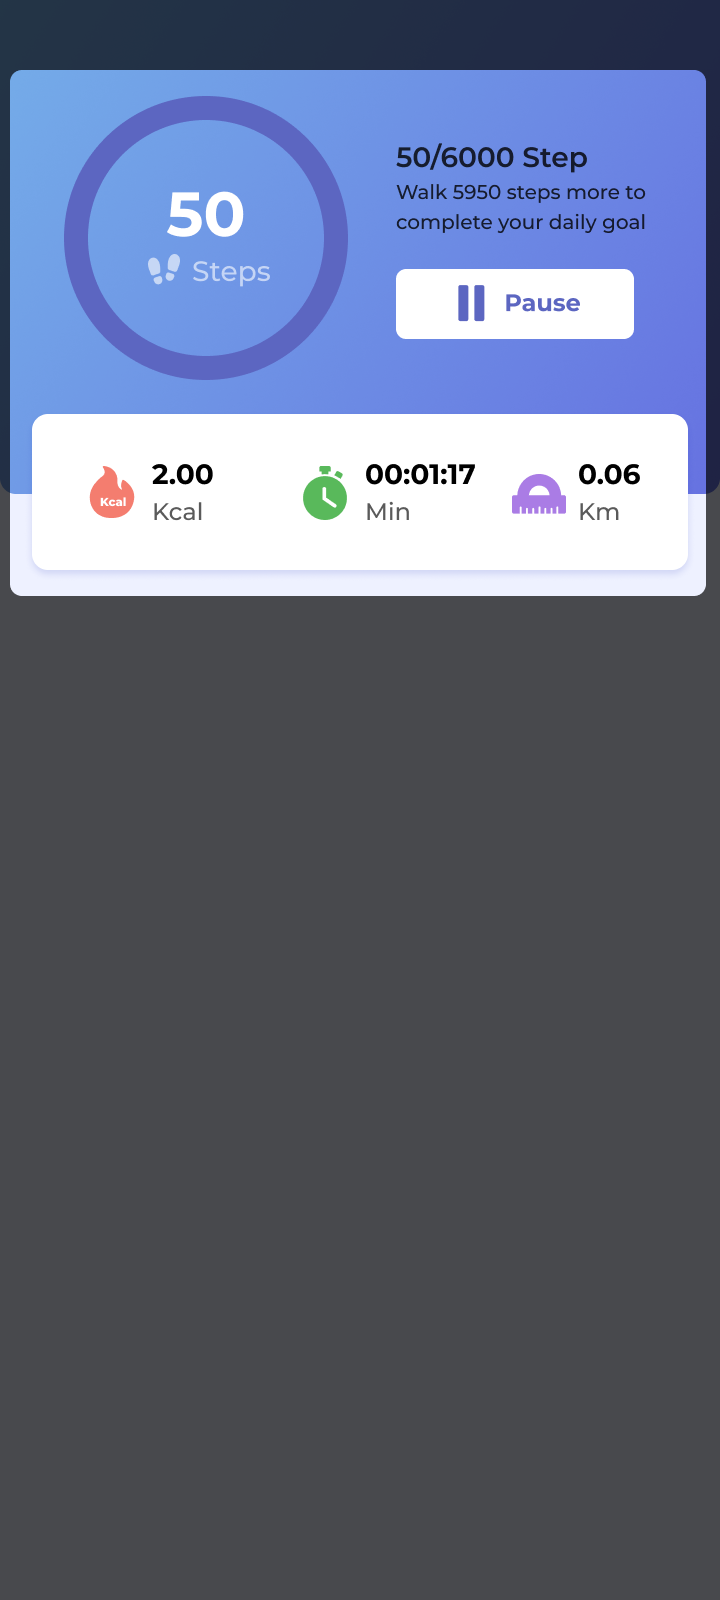 50
Steps
50/6000 Step
Walk 5950 steps more to
complete your daily goal
Pause
Kcal
2.00
Kcal
00:01:17
Min
0.06
Km